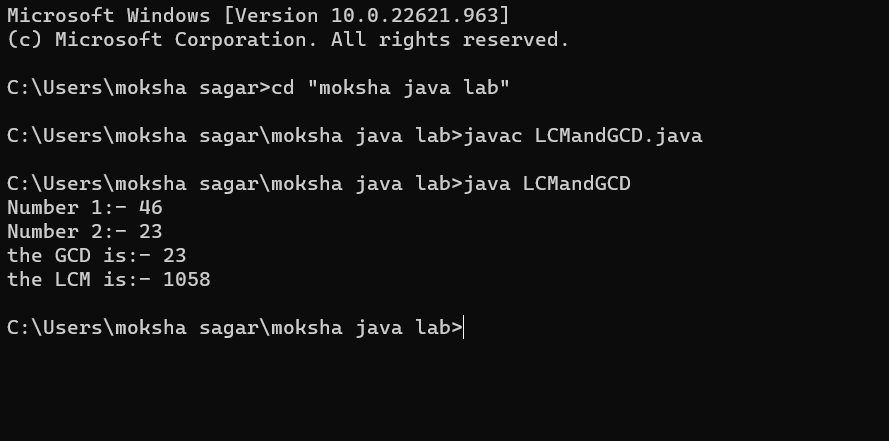 Microsoft Windows [Version 10.0.22621.963]
(c) Microsoft Corporation. All rights reserved.
C:\Users\moksha sagar>cd "moksha java lab"
C:\Users\moksha sagar\moksha java lab>javac LCMandGCD.java
C:\Users\moksha sagar\moksha java lab>java LCMandGCD
Number 1:- 46
Number 2:- 23
the GCD is:- 23
the LCM is:- 1058
C:\Users\moksha sagar\moksha java lab>